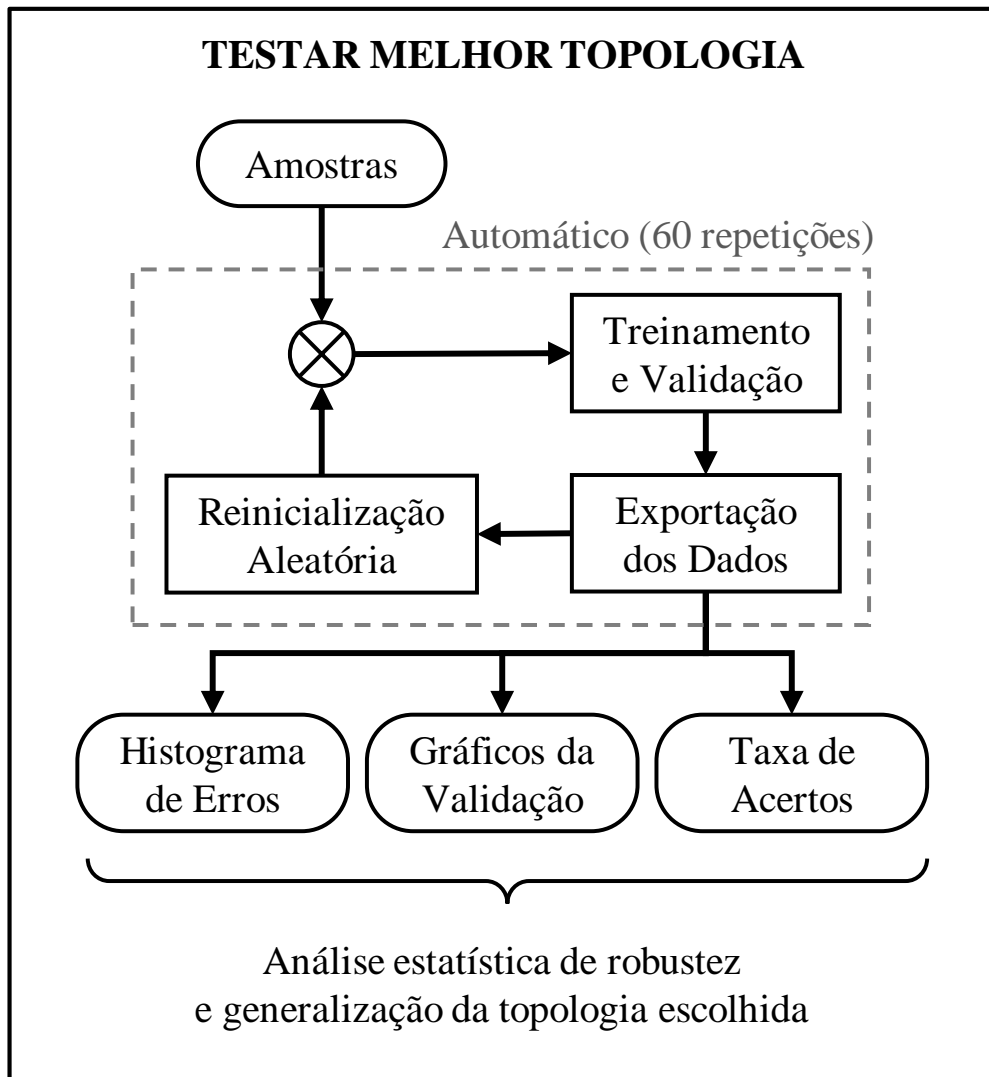 TESTAR MELHOR TOPOLOGIA
Amostras
Automático (60 repetições)
Treinamento
e Validação
Reinicialização
Aleatória
Exportação
dos Dados
Histograma
de Erros
Gráficos da
Validação
Taxa de
Acertos
Análise estatística de robustez
e generalização da topologia escolhida